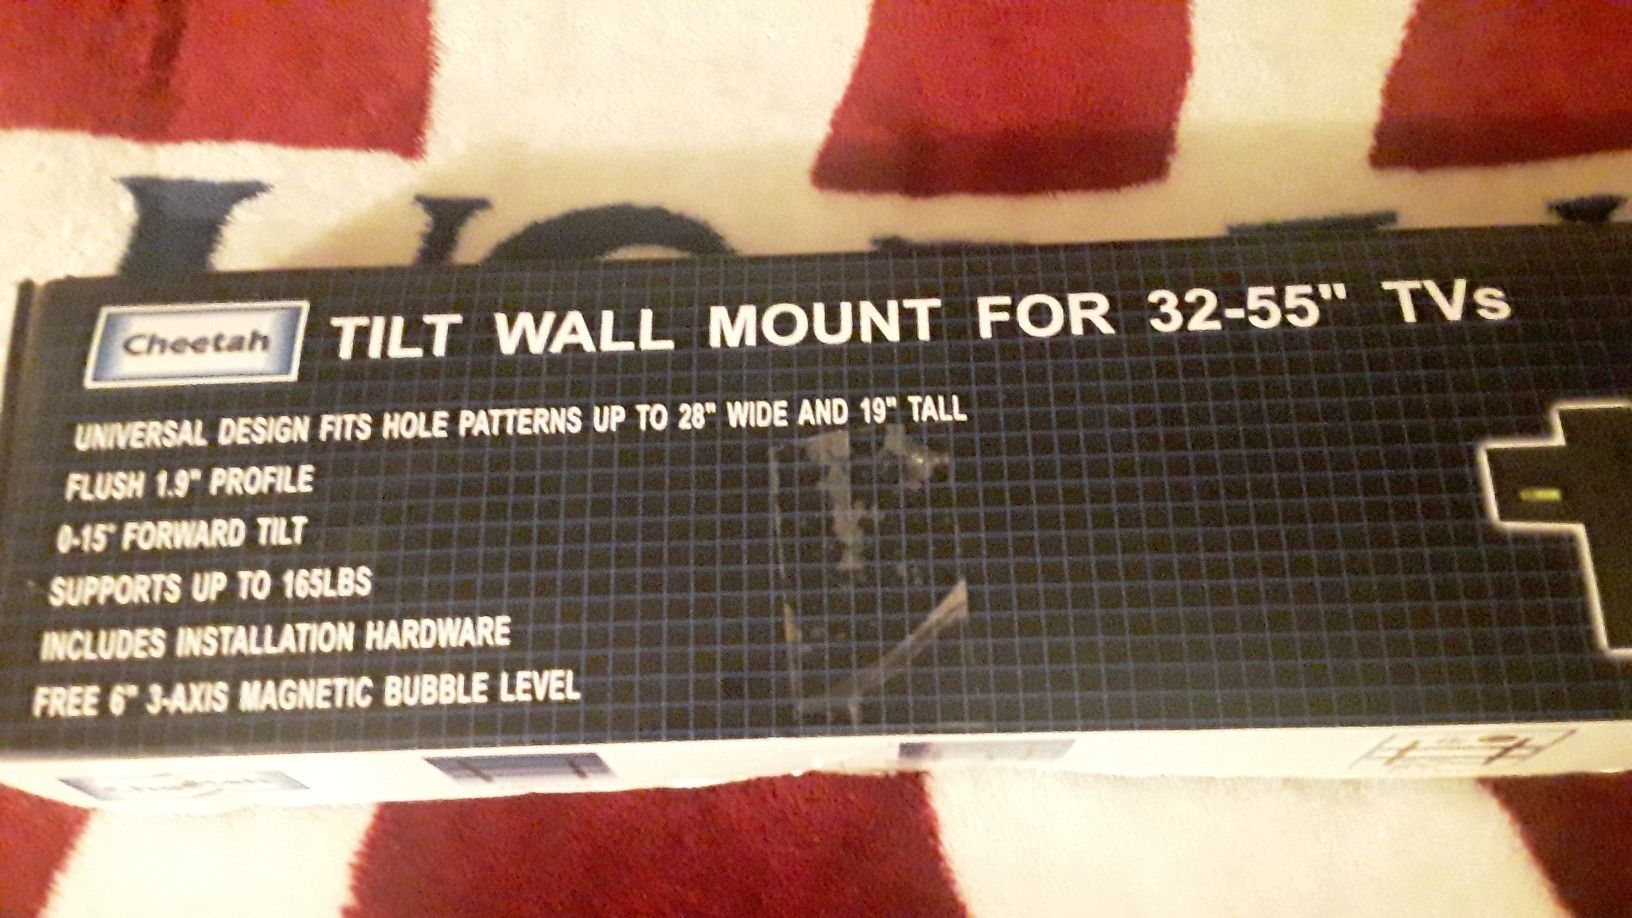 Cheetah
TILT WALL MOUNT FOR 32-55" TVs
UNIVERSAL DESIGN FITS HOLE PATTERNS UP TO 28" WIDE AND 19" TALL
FLUSH 1.9" PROFILE
0-15° FORWARD TILT
SUPPORTS UP TO 165LBS
INCLUDES INSTALLATION HARDWARE
FREE 6" 3-AXIS MAGNETIC BUBBLE LEVEL